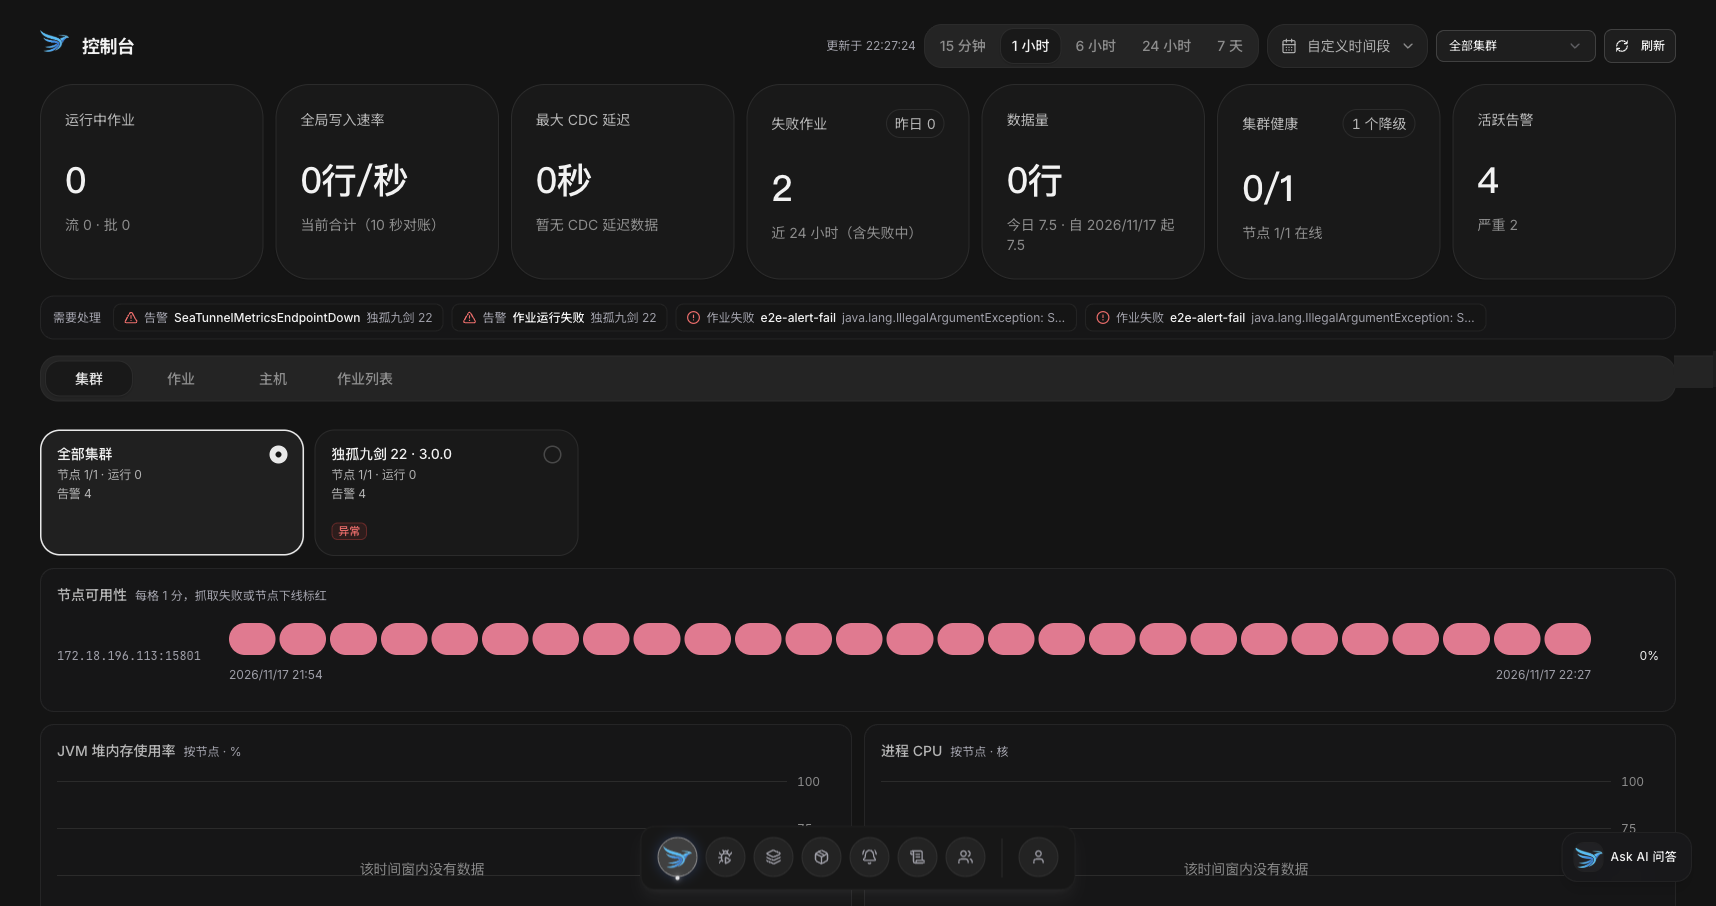 控制台
更新于 22:27:24
15 分钟 1 小时 6 小时 24 小时 7 天
自定义时间段
全部集群
刷新
运行中作业
0
流 0 · 批 0
全局写入速率
0行/秒
当前合计（10 秒对账）
最大 CDC 延迟
0秒
暂无 CDC 延迟数据
失败作业 昨日 0
2
近 24 小时（含失败中）
数据量
0行
今日 7.5 · 自 2026/11/17 起
7.5
集群健康 1 个降级
0/1
节点 1/1 在线
活跃告警
4
严重 2
需要处理 告警 SeaTunnelMetricsEndpointDown 独孤九剑 22 告警 作业运行失败 独孤九剑 22 作业失败 e2e-alert-fail java.lang.IllegalArgumentException: S... 作业失败 e2e-alert-fail java.lang.IllegalArgumentException: S...
集群 作业 主机 作业列表
全部集群
节点 1/1 · 运行 0
告警 4
独孤九剑 22 · 3.0.0
节点 1/1 · 运行 0
告警 4
异常
节点可用性 每格 1 分，抓取失败或节点下线标红
172.18.196.113:15801
0%
2026/11/17 21:54 2026/11/17 22:27
JVM 堆内存使用率 按节点 · %
100
该时间窗内没有数据
进程 CPU 按节点 · 核
100
75
该时间窗内没有数据
Ask AI 问答